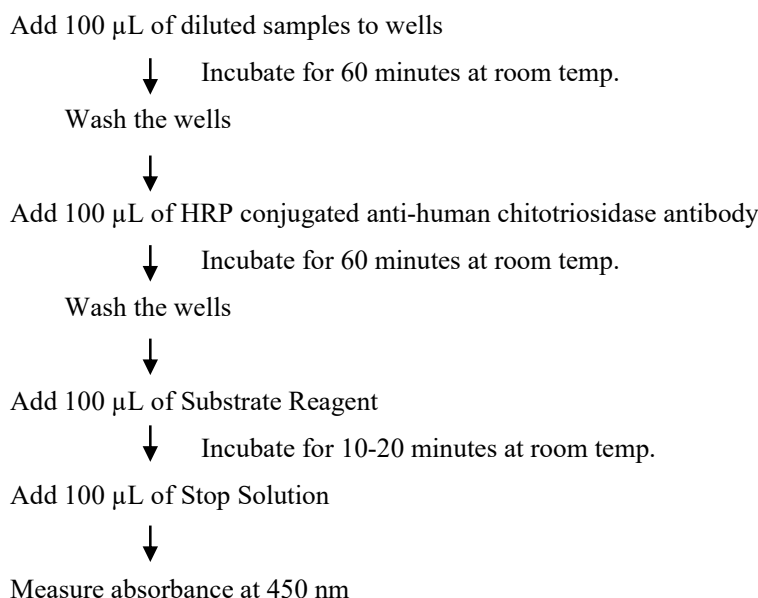 Add 100 µL of diluted samples to wells
Incubate for 60 minutes at room temp.
Wash the wells
Add 100 µL of HRP conjugated anti-human chitotriosidase antibody
Incubate for 60 minutes at room temp.
Wash the wells
Add 100 µL of Substrate Reagent
Incubate for 10-20 minutes at room temp.
Add 100 µL of Stop Solution
Measure absorbance at 450 nm